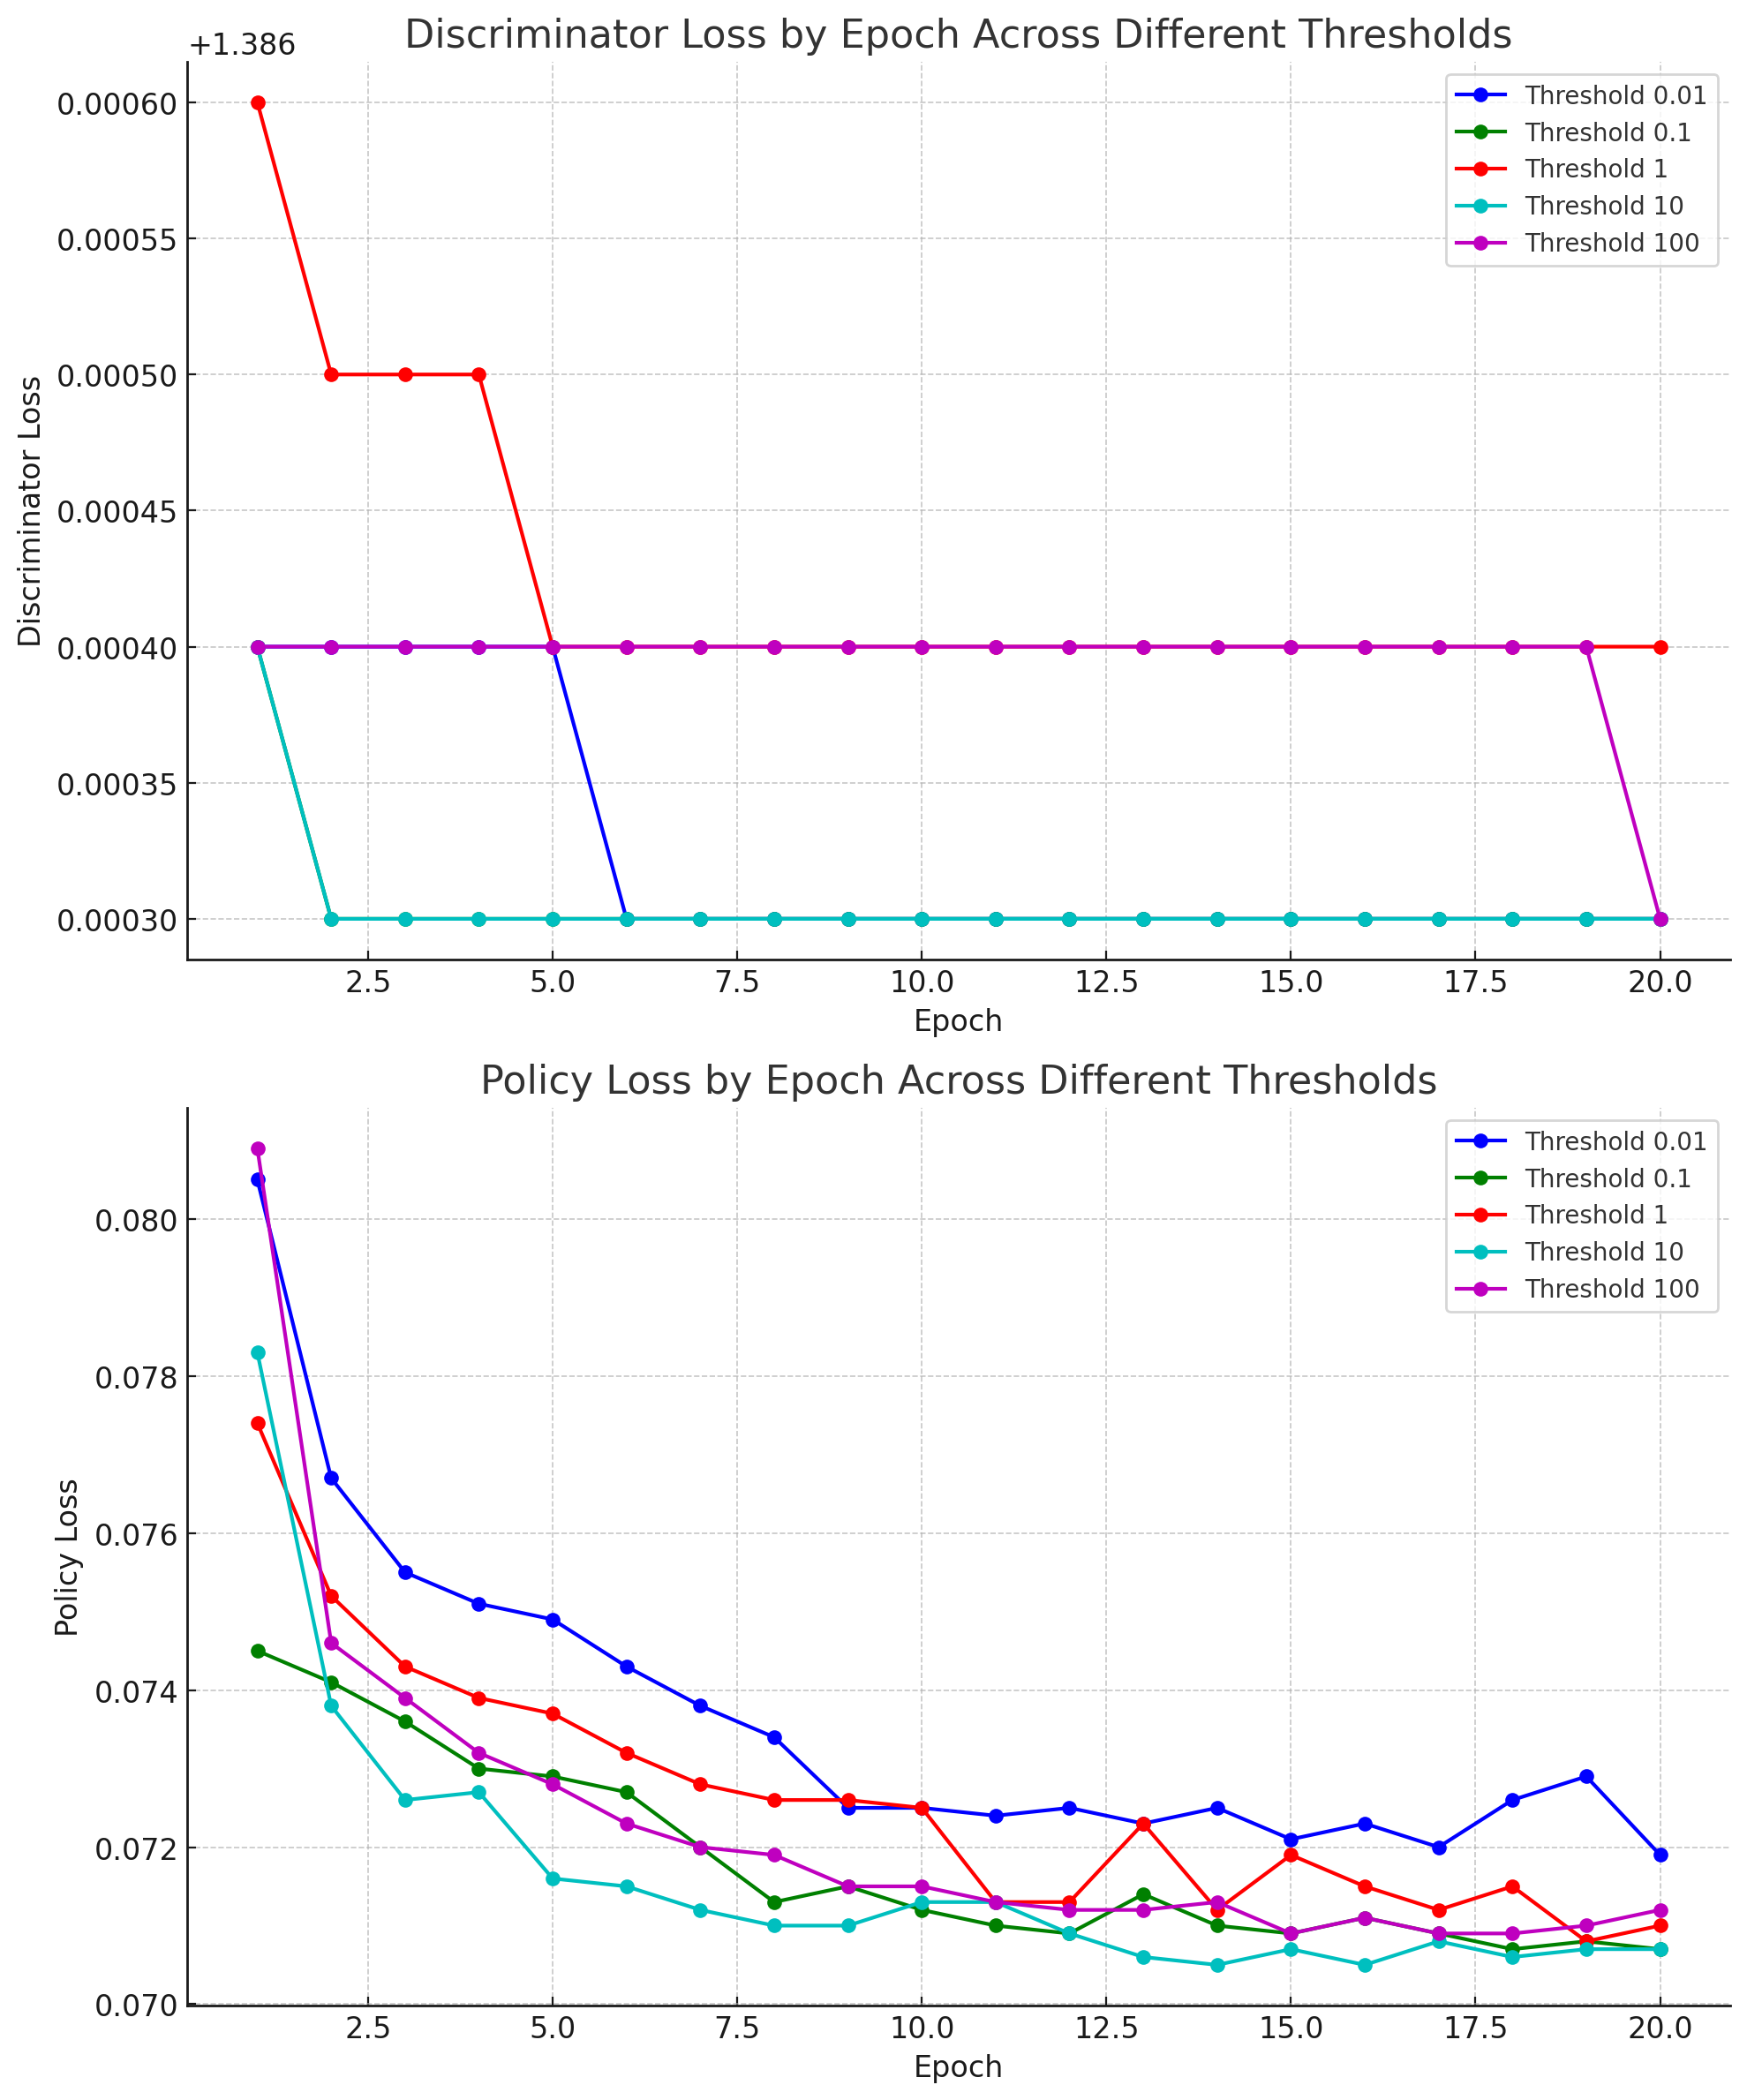 Discriminator Loss by Epoch Across Different Thresholds
+1.386
0.00060
0.00055
0.00050
0.00045
0.00040
0.00035
0.00030
Discriminator Loss
Threshold 0.01
Threshold 0.1
Threshold 1
Threshold 10
Threshold 100
2.5 5.0 7.5 10.0 12.5 15.0 17.5 20.0
Epoch
Policy Loss by Epoch Across Different Thresholds
0.080
0.078
0.076
0.074
0.072
0.070
Policy Loss
Threshold 0.01
Threshold 0.1
Threshold 1
Threshold 10
Threshold 100
2.5 5.0 7.5 10.0 12.5 15.0 17.5 20.0
Epoch